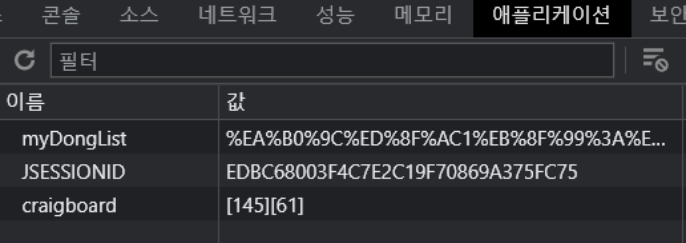 콘솔 소스 네트워크 성능 메모리 애플리케이션 보안
필터
이름 값
myDongList %EA%B0%9C%ED%8F%AC1%EB%8F%99%3A%E...
JSESSIONID EDBC68003F4C7E2C19F70869A375FC75
craigboard [145][61]